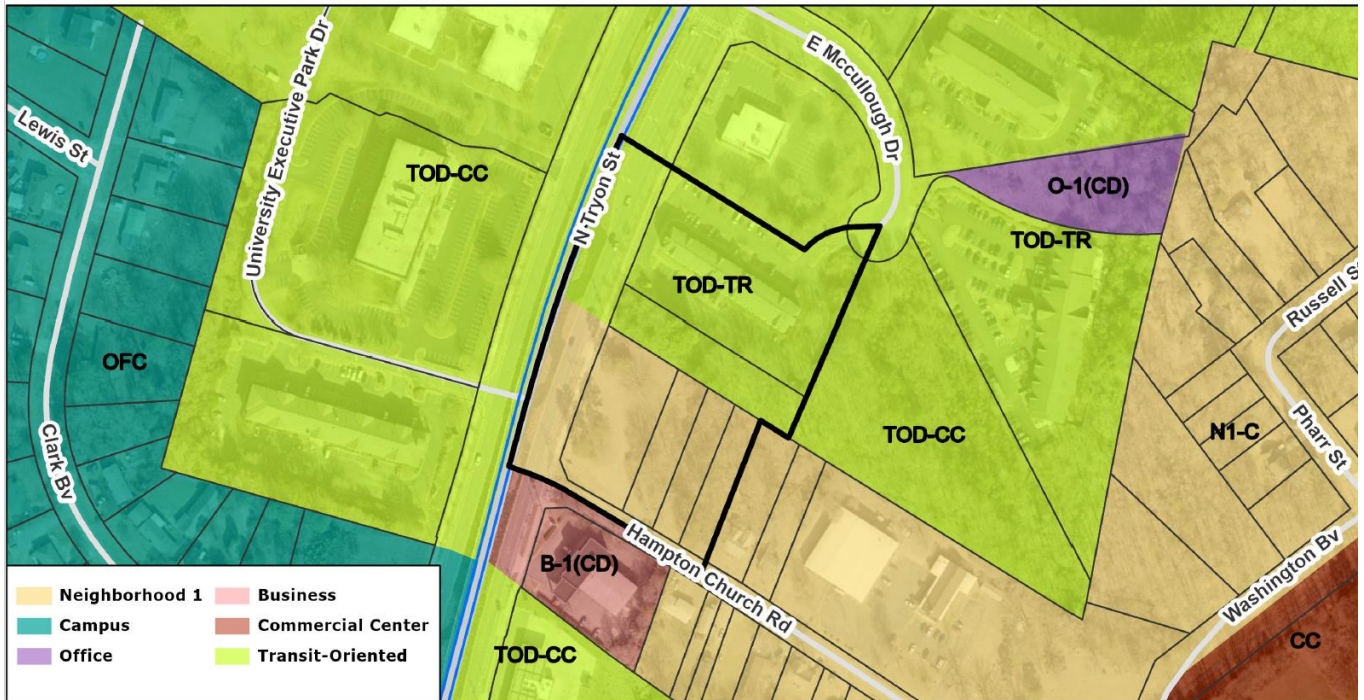 E Mccullough Dr
Lewis St
University Executive Park Dr
TOD-CC
N Tryon St
O-1(CD)
TOD-TR
TOD-TR
Russell St
OFC
Clark Bv
TOD-CC
N1-C
Pharr St
B-1(CD)
Hampton Church Rd
Washington Bv
TOD-CC
CC
Neighborhood 1
Campus
Office
Business
Commercial Center
Transit-Oriented